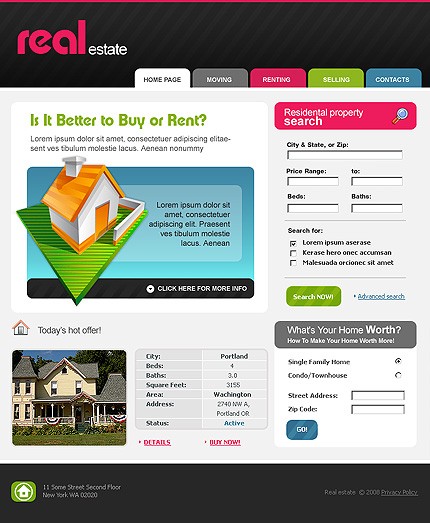 real estate
HOME PAGE
MOVING
RENTING
SELLING
CONTACTS
Is It Better to Buy or Rent?
Lorem ipsum dolor sit amet, consectetuer adipiscing elitae-
sent vestibulum molestie lacus. Aenean nonummy
Lorem ipsum dolor sit
amet, consectetuer
adipiscing elit. Praesent
ves tibulum molestie
lacus. Aenean
CLICK HERE FOR MORE INFO
Residential property
search
City & State, or Zip:
Price Range: to:
Beds: Baths:
Search for:
Lorem ipsum aserase
Kerase hero onec accumsan
Malesuada orcionec sit amet
Search NOW!
Advanced search
Today's hot offer!
City: Portland
Beds: 4
Baths: 3.0
Square Feet: 3155
Area: Wachington
Address: 2740 NW A,
Portland OR
Status: Active
DETAILS
BUY NOW!
What's Your Home Worth?
How To Make Your Home Worth More!
Single Family Home
Condo/Townhouse
Street Address:
Zip Code:
GO!
11 Some Street Second Floor
New York WA 02020
Real estate © 2008 Privacy Policy